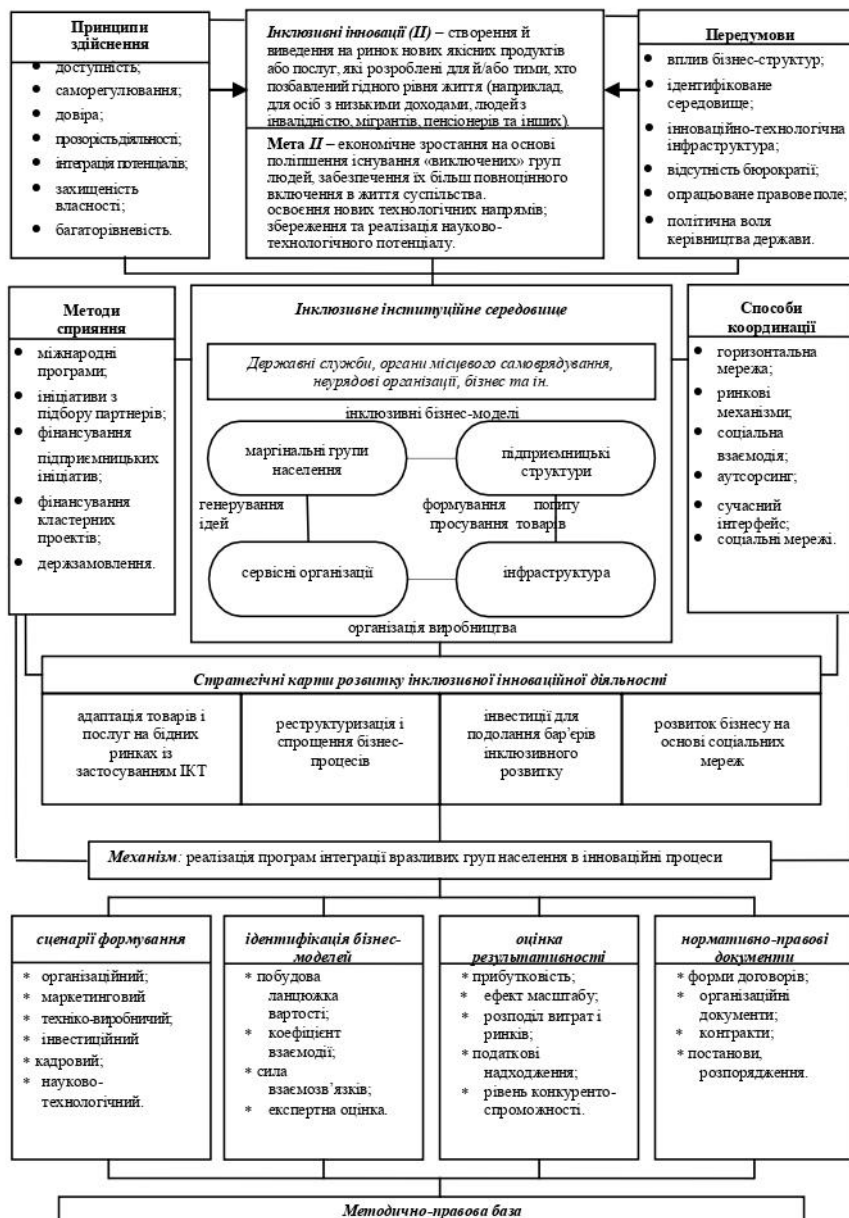 Принципи
здійснення
• доступність;
• саморегулювання;
• довіра;
• прозорість діяльності;
• інтеграція потенціалів;
• захищеність
власності;
• багаторівневість.
Інклюзивні інновації (ІІ) – створення й
виведення на ринок нових якісних продуктів
або послуг, які розроблені для й/або тими, хто
позбавлений гідного рівня життя (наприклад,
для осіб з низькими доходами, людей з
інвалідністю, мігрантів, пенсіонерів та інших).
Мета ІІ – економічне зростання на основі
поліпшення існування «виключених» груп
людей, забезпечення їх більш повноцінного
включення в життя суспільства.
освоєння нових технологічних напрямів;
збереження та реалізація науково-
технологічного потенціалу.
Передумови
• вплив бізнес-структур;
• ідентифіковане
середовище;
• інноваційно-технологічна
інфраструктура;
• відсутність бюрократії;
• опрацьоване правове поле;
• політична воля
керівництва держави.
Методи
сприяння
• міжнародні
програми;
• ініціативи з
підбору партнерів;
• фінансування
підприємницьких
ініціатив;
• фінансування
кластерних
проектів;
• держзамовлення.
Інклюзивне інституційне середовище
Державні служби, органи місцевого самоврядування,
неурядові організації, бізнес та ін.
інклюзивні бізнес-моделі
маргінальні групи
населення
підприємницькі
структури
генерування
ідей
формування попиту
просування товарів
сервісні організації
інфраструктура
організація виробництва
Способи
координації
• горизонтальна
мережа;
• ринкові
механізми;
• соціальна
взаємодія;
• аутсорсинг;
• сучасний
інтерфейс;
• соціальні мережі.
Стратегічні карти розвитку інклюзивної інноваційної діяльності
адаптація товарів і
послуг на бідних
ринках із
застосуванням ІКТ
реструктуризація і
спрощення бізнес-
процесів
інвестиції для
подолання бар’єрів
інклюзивного
розвитку
розвиток бізнесу на
основі соціальних
мереж
Механізм: реалізація програм інтеграції вразливих груп населення в інноваційні процеси
сценарії формування
* організаційний;
* маркетинговий
* техніко-виробничий;
* інвестиційний
* кадровий;
* науково-
технологічний.
ідентифікація бізнес-
моделей
* побудова
ланцюжка
вартості;
* коефіцієнт
взаємодії;
* сила
взаємозв’язків;
* експертна оцінка.
оцінка
результативності
* прибутковість;
* ефект масштабу;
* розподіл витрат і
ринків;
* податкові
надходження;
* рівень конкуренто-
спроможності.
нормативно-правові
документи
* форми договорів;
* організаційні
документи;
* контракти;
* постанови,
розпорядження.
Методично-правова база